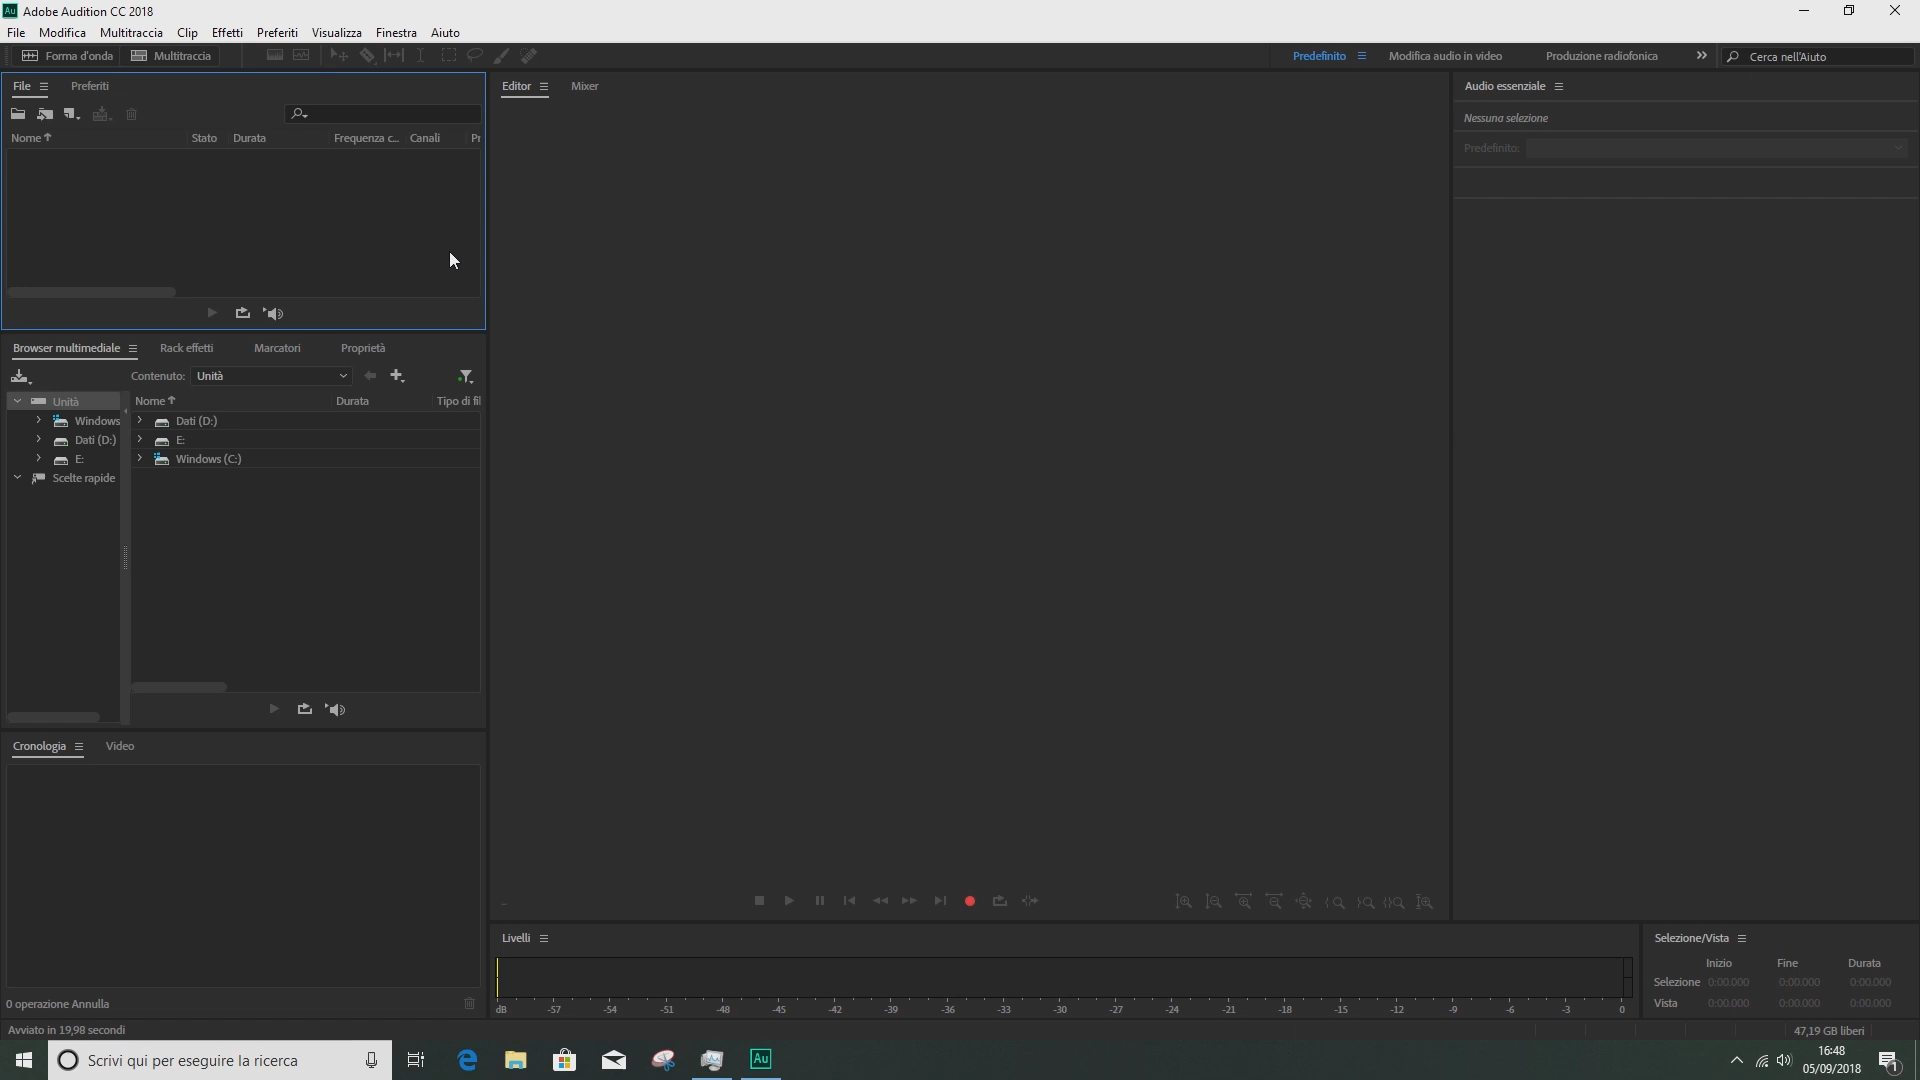 Au Adobe Audition CC 2018
File Modifica Multitraccia Clip Effetti Preferiti Visualizza Finestra Aiuto
Forma d'onda Multitraccia Predefinito Modifica audio in video Produzione radiofonica Cerca nell'Aiuto
File Preferiti
Nome Stato Durata Frequenza c... Canali Pr
Browser multimediale Rack effetti Marcatori Proprietà
Contenuto: Unità
Unità
Windows
Dati (D:)
E:
Scelte rapide
Nome Durata Tipo di fil
Dati (D:)
E:
Windows (C:)
Cronologia Video
0 operazione Annulla
Avviato in 19,98 secondi
Editor Mixer
Livelli
dB -57 -54 -51 -48 -45 -42 -39 -36 -33 -30 -27 -24 -21 -18 -15 -12 -9 -6 -3 0
Audio essenziale
Nessuna selezione
Predefinito:
Selezione/Vista
Inizio Fine Durata
Selezione 0:00.000 0:00.000 0:00.000
Vista 0:00.000 0:00.000 0:00.000
47,19 GB liberi
Scrivi qui per eseguire la ricerca
Au
16:48
05/09/2018
1